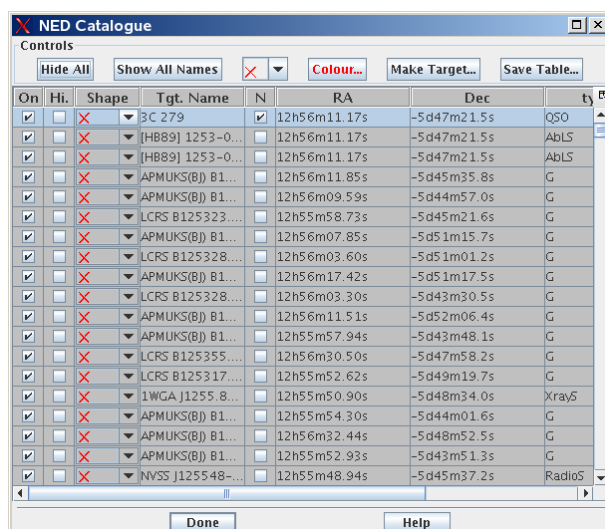 NED Catalogue
Controls
Hide All Show All Names Colour... Make Target... Save Table...
On Hi. Shape Tgt. Name N RA Dec ty
3C 279 12h56m11.17s -5d47m21.5s QSO
[HB89] 1253-0... 12h56m11.17s -5d47m21.5s AbLS
[HB89] 1253-0... 12h56m11.17s -5d47m21.5s AbLS
APMUKS(BJ) B1... 12h56m11.85s -5d45m35.8s G
APMUKS(BJ) B1... 12h56m09.59s -5d44m57.0s G
LCRS B125323.... 12h55m58.73s -5d45m21.6s G
APMUKS(BJ) B1... 12h56m07.85s -5d51m15.7s G
LCRS B125328.... 12h56m03.60s -5d51m01.2s G
APMUKS(BJ) B1... 12h56m17.42s -5d51m17.5s G
LCRS B125328.... 12h56m03.30s -5d43m30.5s G
APMUKS(BJ) B1... 12h56m11.51s -5d52m06.4s G
APMUKS(BJ) B1... 12h55m57.94s -5d43m48.1s G
LCRS B125355.... 12h56m30.50s -5d47m58.2s G
LCRS B125317.... 12h55m52.62s -5d49m19.7s G
1WGA J1255.8... 12h55m50.90s -5d48m34.0s XrayS
APMUKS(BJ) B1... 12h55m54.30s -5d44m01.6s G
APMUKS(BJ) B1... 12h56m32.44s -5d48m52.5s G
APMUKS(BJ) B1... 12h55m52.93s -5d43m51.3s G
NVSS J125548-... 12h55m48.94s -5d45m37.2s RadioS
Done Help